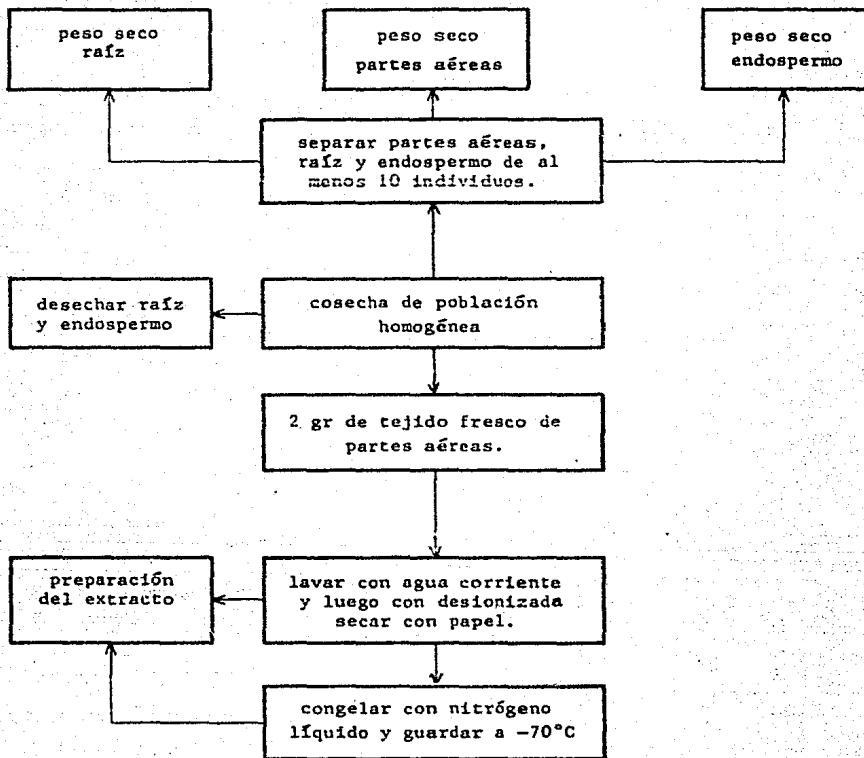 peso seco
raíz
peso seco
partes aéreas
peso seco
endospermo
separar partes aéreas,
raíz y endospermo de al
menos 10 individuos.
desechar raíz
y endospermo
cosecha de población
homogénea
2 gr de tejido fresco de
partes aéreas.
preparación
del extracto
lavar con agua corriente
y luego con desionizada
secar con papel.
congelar con nitrógeno
líquido y guardar a -70°C